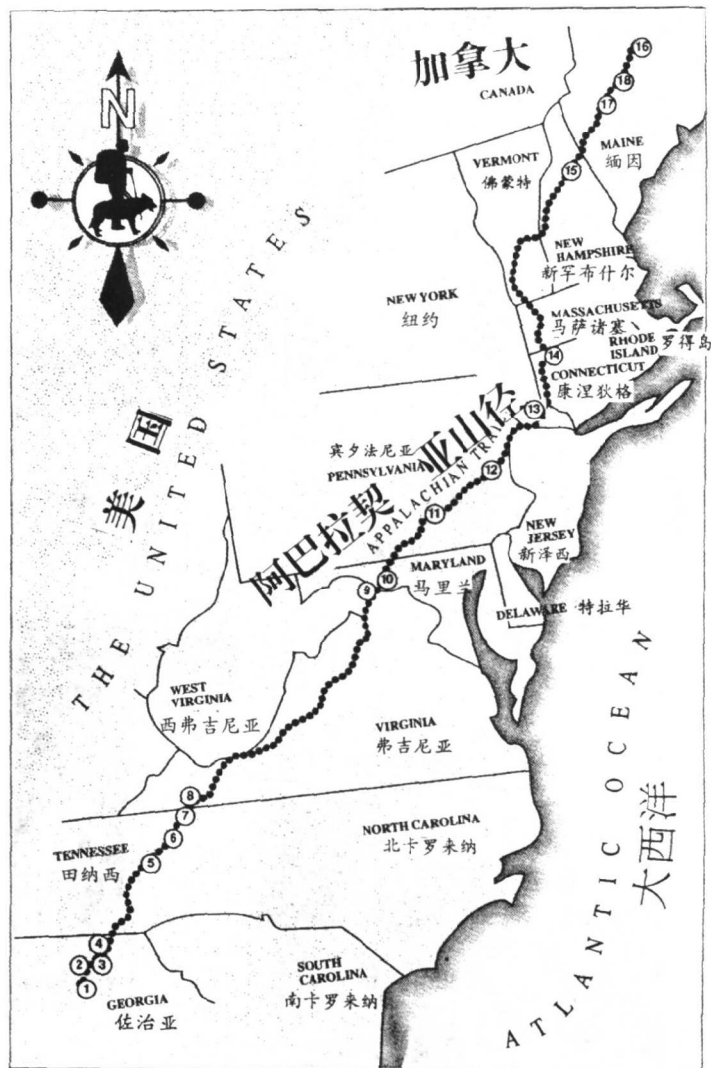 N
加拿大
CANADA
16
18
17
MAINE
缅因
15
VERMONT
佛蒙特
NEW
HAMPSHIRE
新罕布什尔
NEW YORK
纽约
MASSACHUSETTS
马萨诸塞
RHODE
ISLAND
罗得岛
14
CONNECTICUT
康涅狄格
13
美国
THE UNITED STATES
宾夕法尼亚
PENNSYLVANIA
阿巴拉契亚山径
APPALACHIAN TRAIL
12
11
NEW
JERSEY
新泽西
10
9
MARYLAND
马里兰
DELAWARE 特拉华
WEST
VIRGINIA
西弗吉尼亚
VIRGINIA
弗吉尼亚
8
7
6
5
TENNESSEE
田纳西
NORTH CAROLINA
北卡罗来纳
ATLANTIC OCEAN
大西洋
4
2
3
1
GEORGIA
佐治亚
SOUTH
CAROLINA
南卡罗来纳